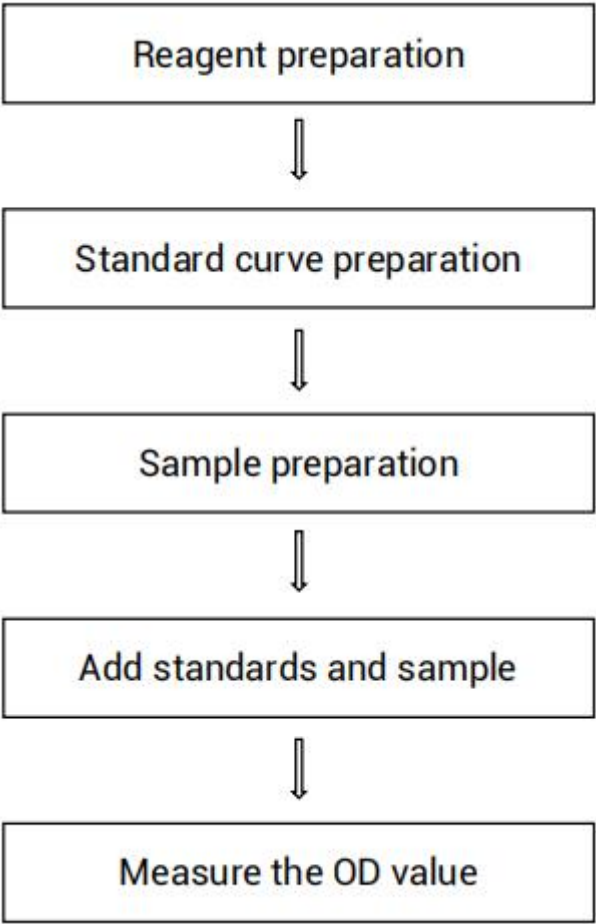 Reagent preparation
Standard curve preparation
Sample preparation
Add standards and sample
Measure the OD value